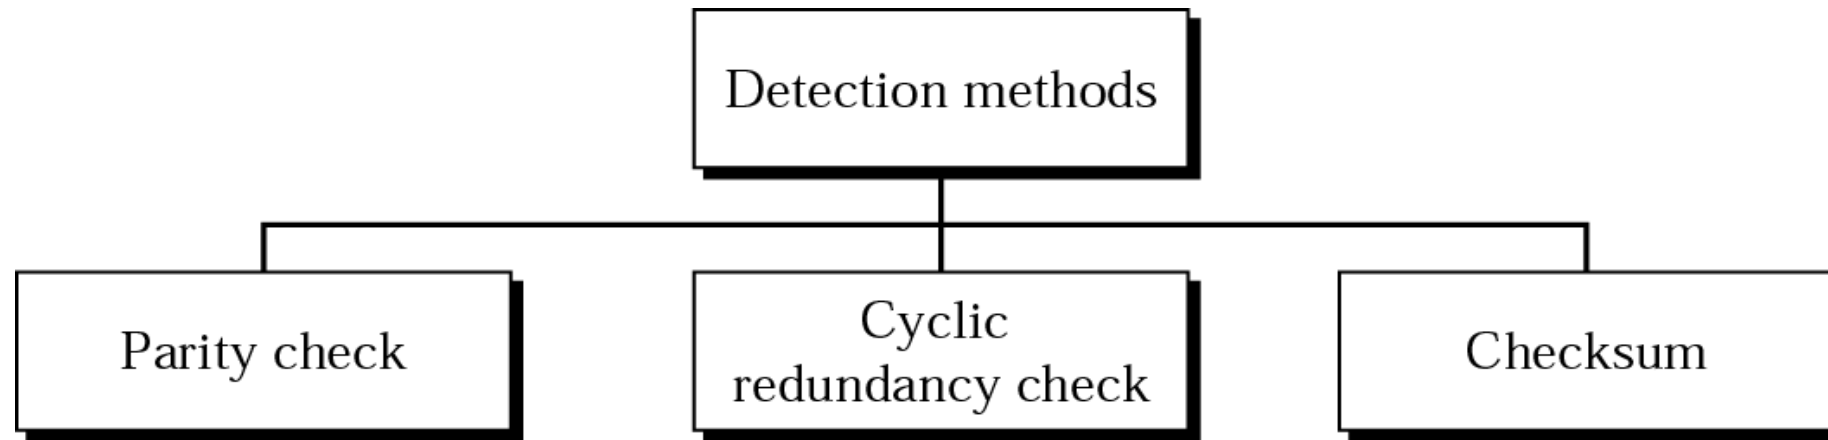 Detection methods
Parity check
Cyclic
redundancy check
Checksum